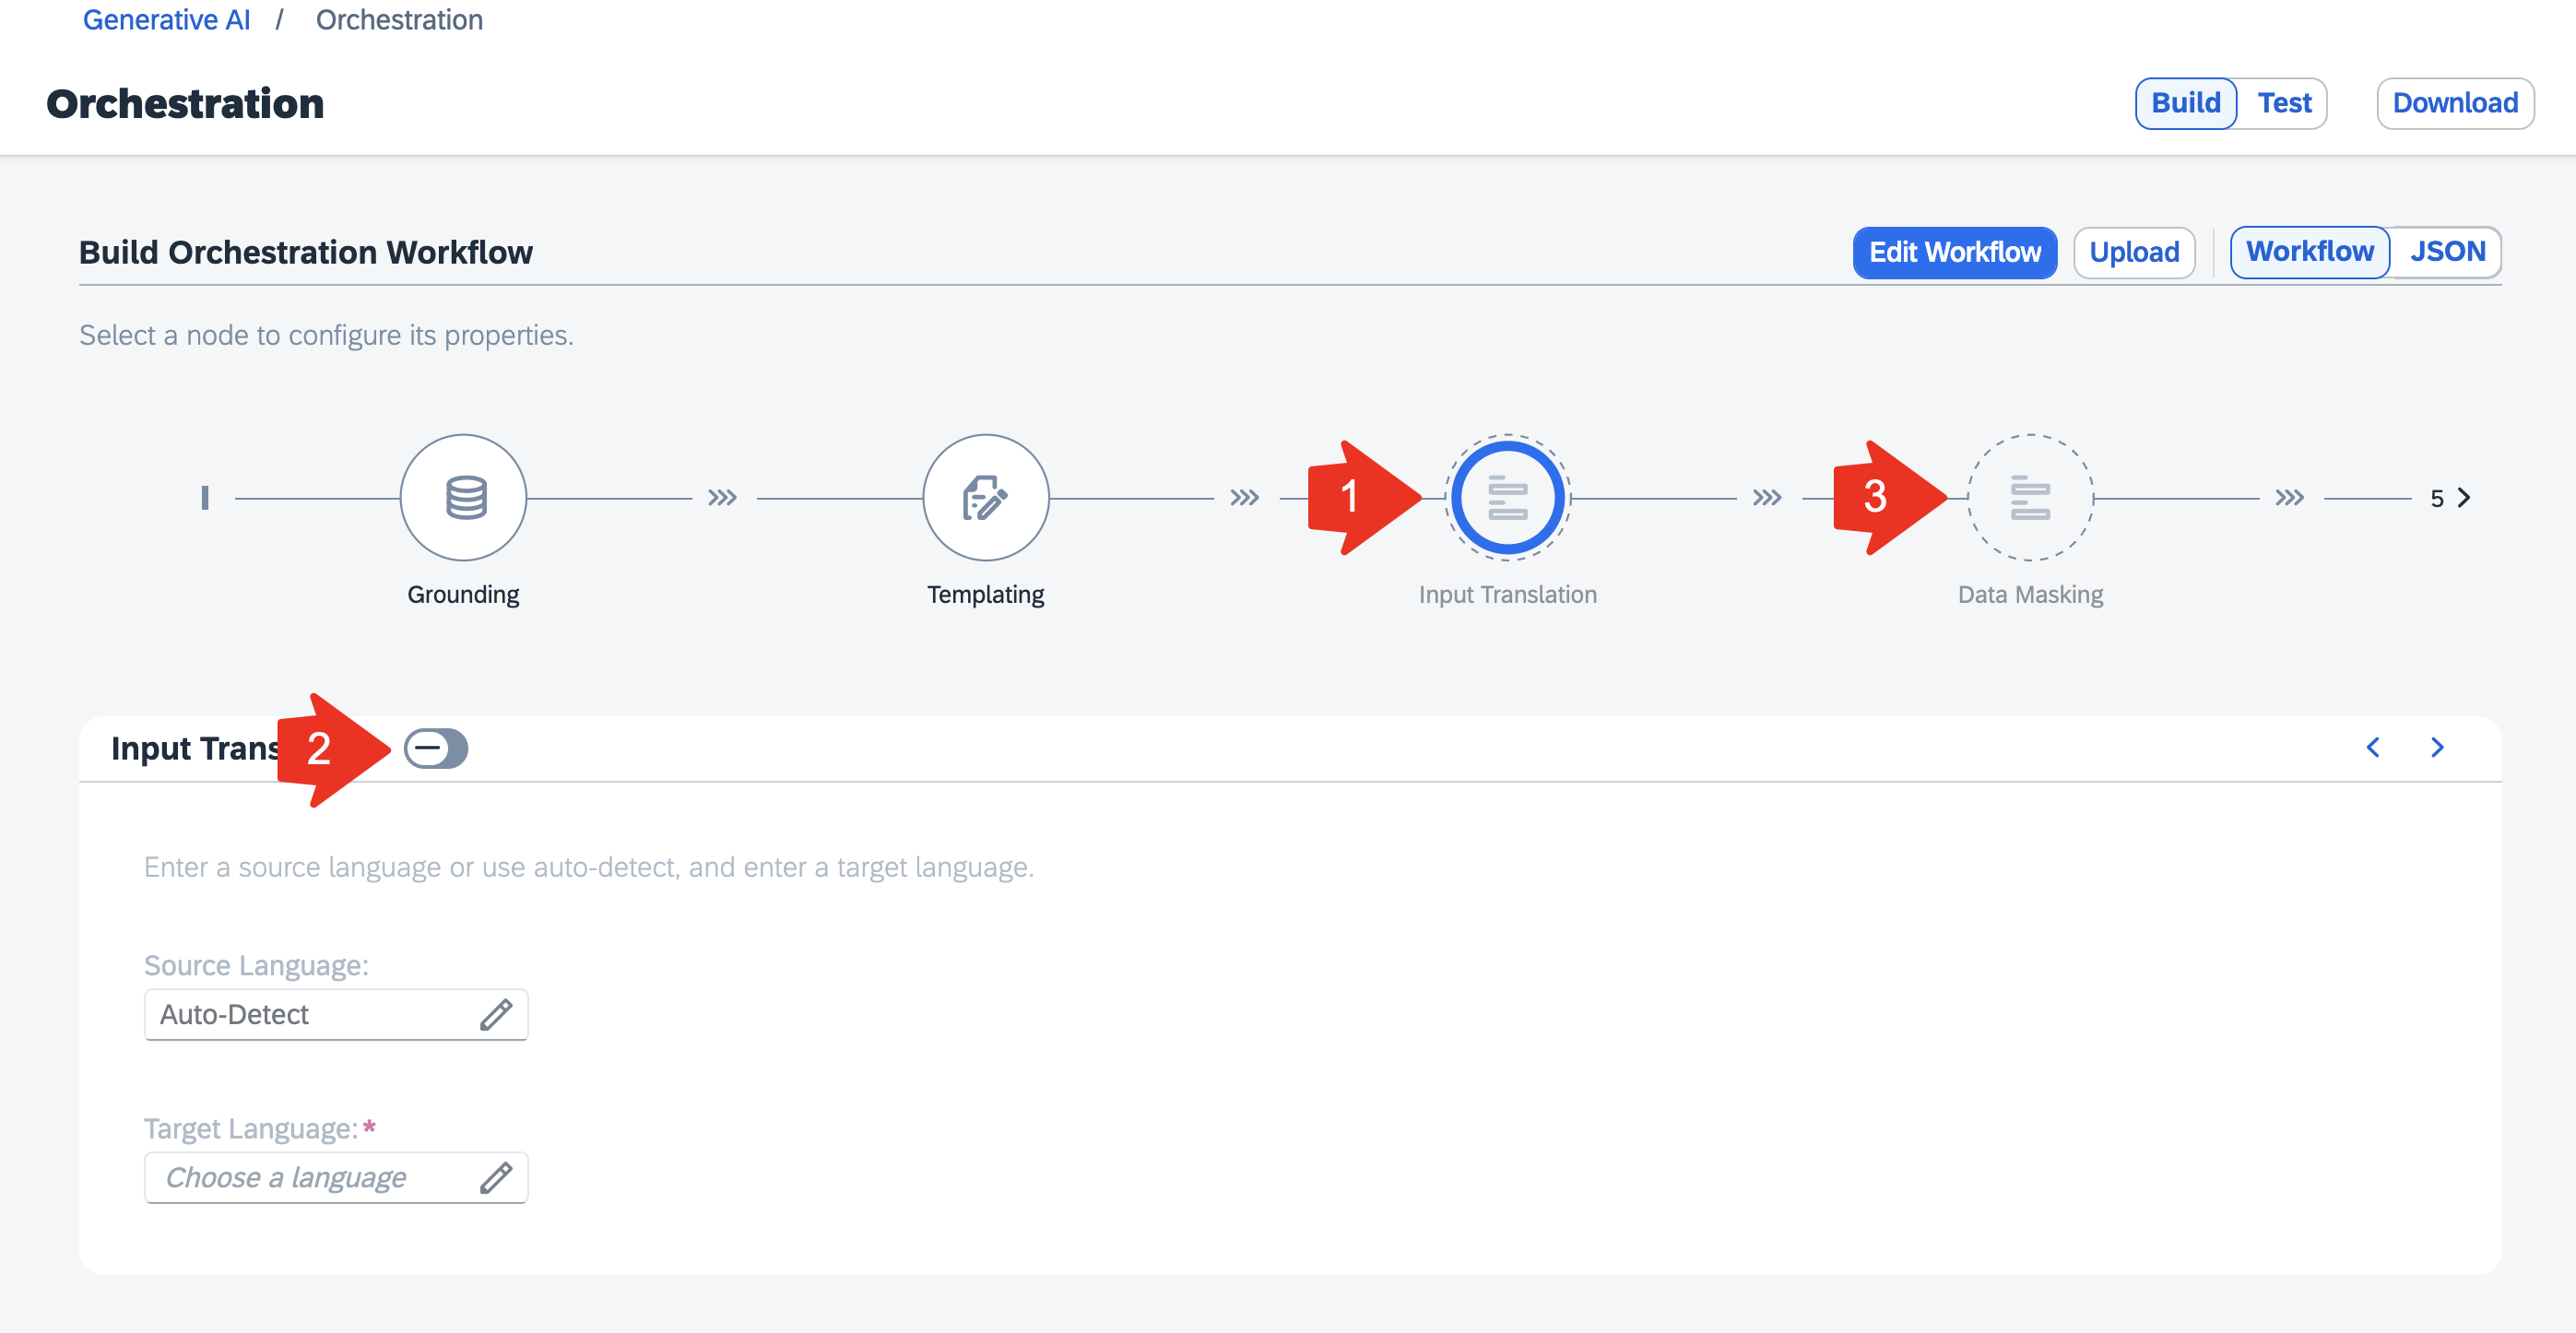 Generative AI / Orchestration
Orchestration
Build Test Download
Build Orchestration Workflow
Edit Workflow Upload Workflow JSON
Select a node to configure its properties.
1 3 5
Grounding Templating Input Translation Data Masking
Input Trans 2
Enter a source language or use auto-detect, and enter a target language.
Source Language:
Auto-Detect
Target Language:*
Choose a language